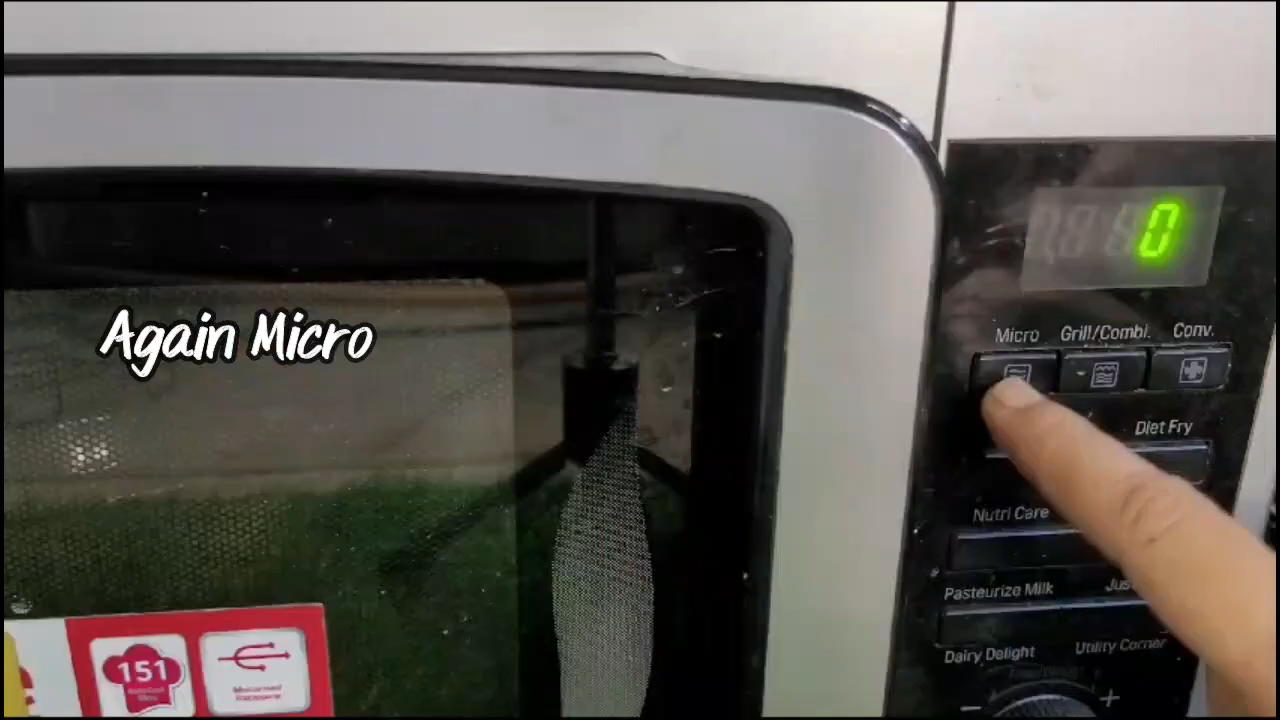 0
Micro Grill/Combi. Conv.
Again Micro
Diet Fry
Nutri Care
Pasteurize Milk
Dairy Delight Utility Corner
- +
151